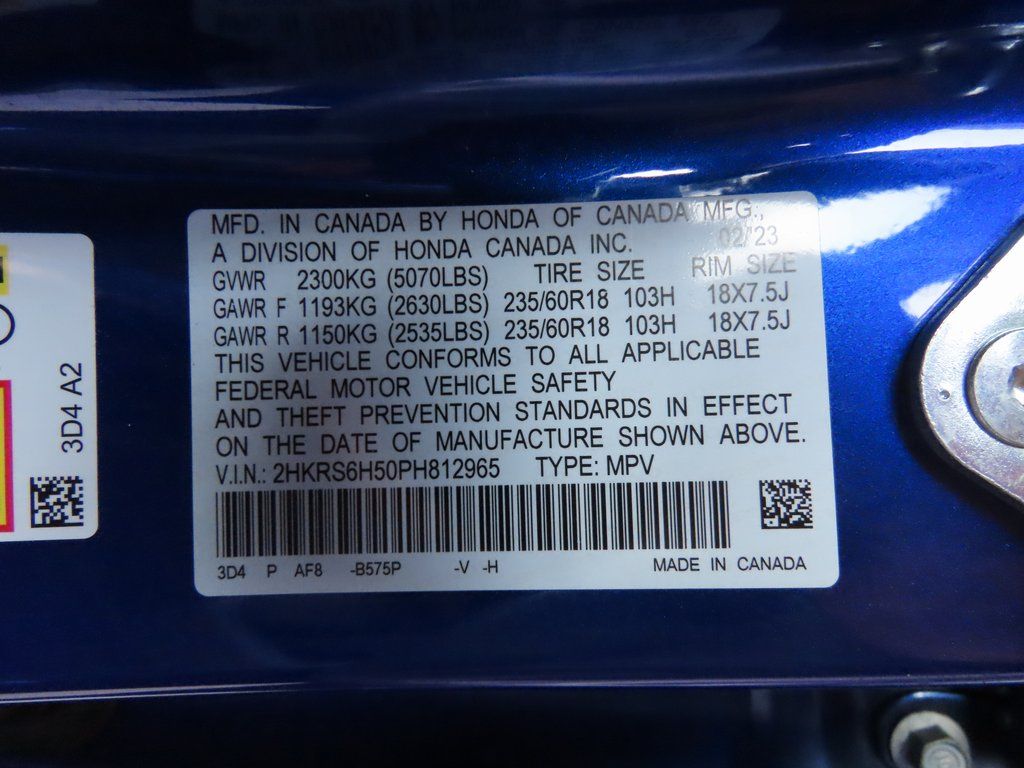 MFD. IN CANADA BY HONDA OF CANADA MFG.,
A DIVISION OF HONDA CANADA INC. 02/'23
GVWR 2300KG (5070LBS) TIRE SIZE RIM SIZE
GAWR F 1193KG (2630LBS) 235/60R18 103H 18X7.5J
GAWR R 1150KG (2535LBS) 235/60R18 103H 18X7.5J
THIS VEHICLE CONFORMS TO ALL APPLICABLE
FEDERAL MOTOR VEHICLE SAFETY
AND THEFT PREVENTION STANDARDS IN EFFECT
ON THE DATE OF MANUFACTURE SHOWN ABOVE.
V.I.N.: 2HKRS6H50PH812965 TYPE: MPV
3D4 P AF8 -B575P -V -H MADE IN CANADA
3D4 A2